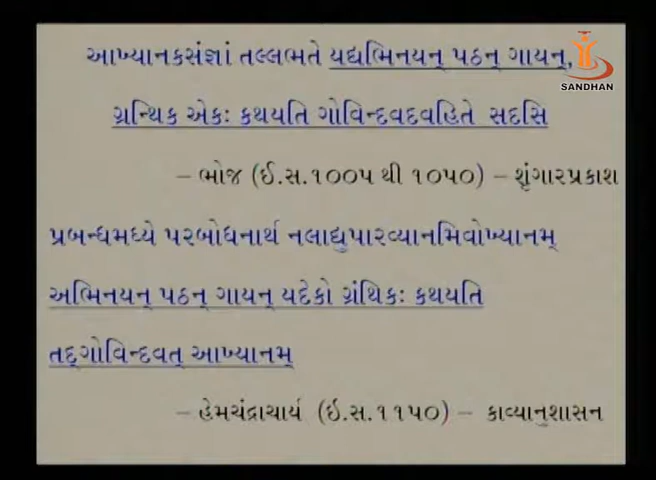 આખ્યાનકસંજ્ઞાં તલ્લભતે યદ્યભિનયન્ પઠન્ ગાયન્,
SANDHAN
ગ્રન્થિક એકઃ કથયતિ ગોવિન્દવદવહિતે સદસિ
– ભોજ (ઈ.સ.૧૦૦૫ થી ૧૦૫૦) – શૃંગારપ્રકાશ
પ્રબન્ધમધ્યે પરબોધનાર્થ નલાદ્યુપારવ્યાનમિવોખ્યાનમ્
અભિનયન્ પઠન્ ગાયન્ યદેકો ગ્રંથિકઃ કથયતિ
તદ્ગોવિન્દવત્ આખ્યાનમ્
– હેમચંદ્રાચાર્ય (ઇ.સ.૧૧૫૦) – કાવ્યાનુશાસન